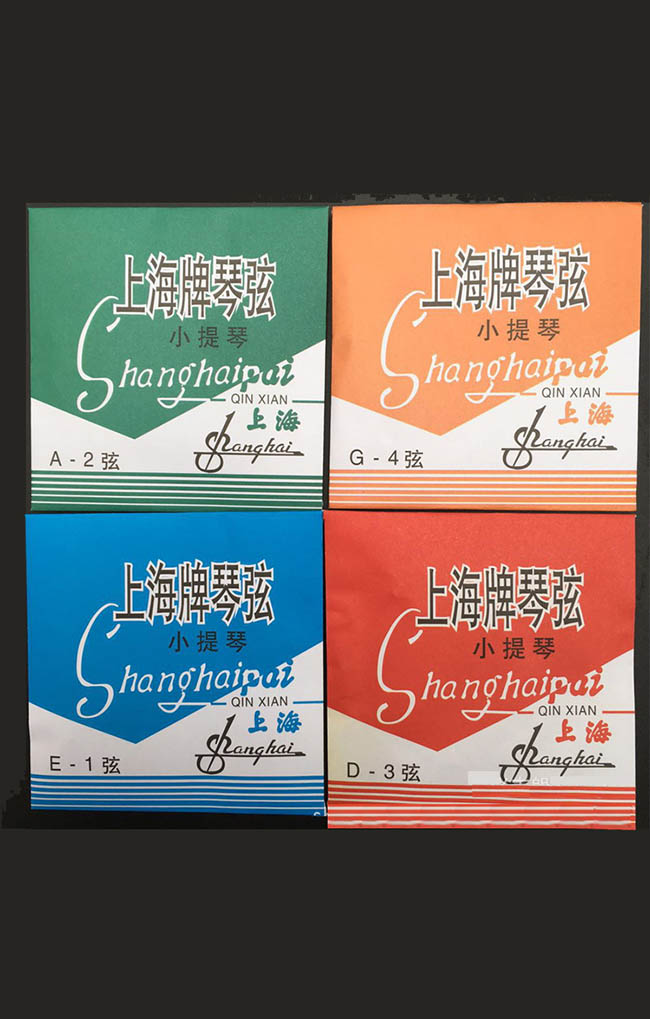 上海牌琴弦
小提琴
Shanghaipai
QIN XIAN
上海
Shanghai
A - 2 弦
上海牌琴弦
小提琴
Shanghaipai
QIN XIAN
上海
Shanghai
G - 4 弦
上海牌琴弦
小提琴
Shanghaipai
QIN XIAN
上海
Shanghai
E - 1 弦
上海牌琴弦
小提琴
Shanghaipai
QIN XIAN
上海
Shanghai
D - 3 弦